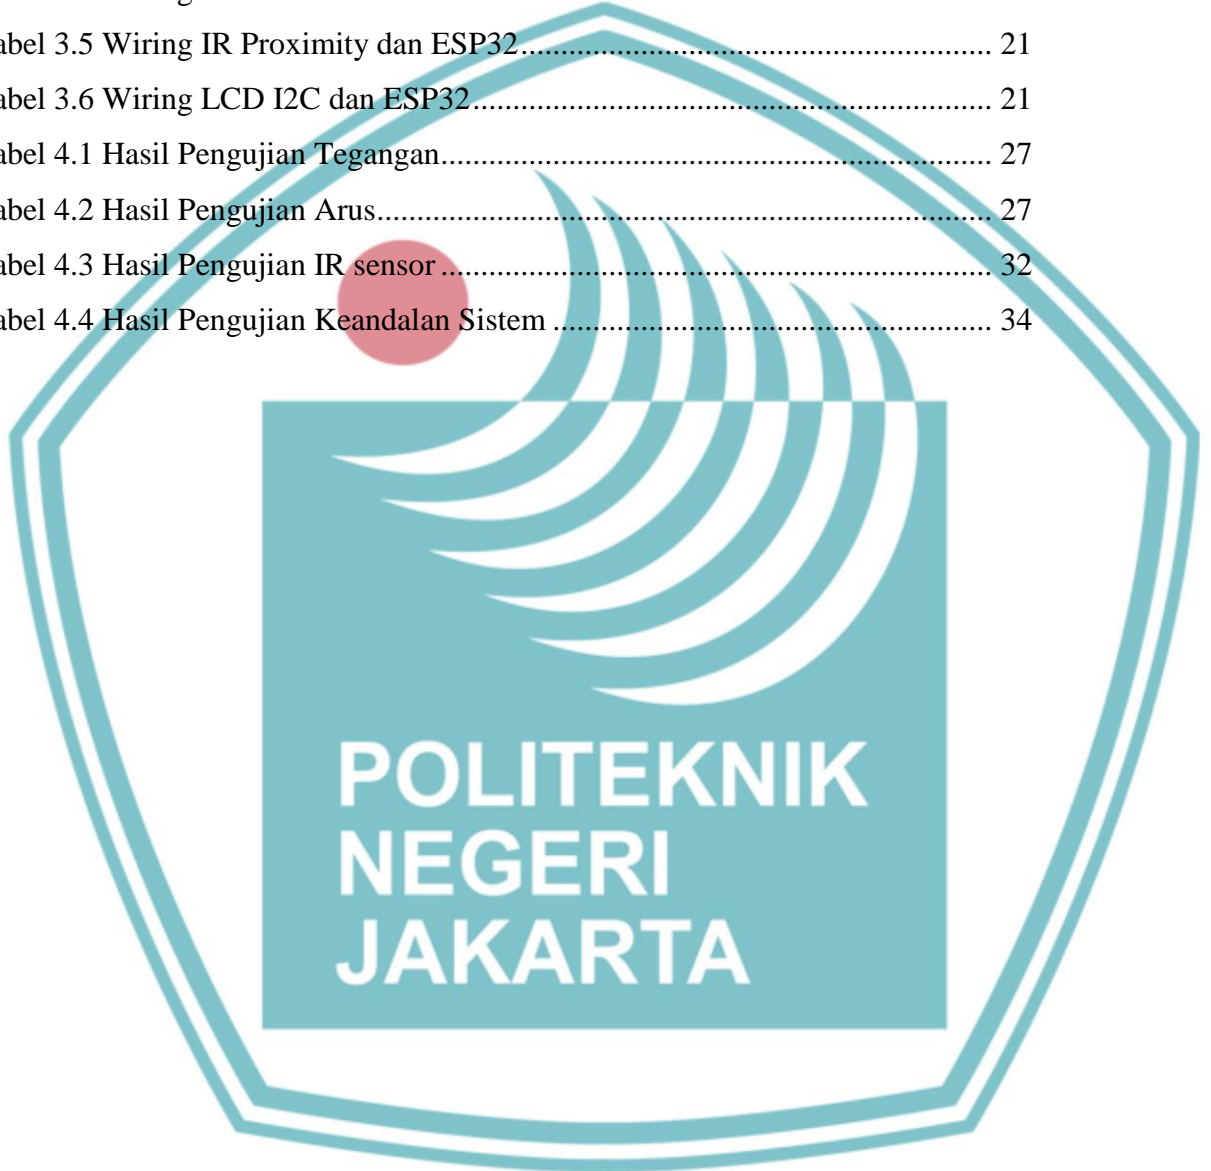 abel 3.5 Wiring IR Proximity dan ESP32.......................................................... 21
abel 3.6 Wiring LCD I2C dan ESP32................................................................ 21
abel 4.1 Hasil Pengujian Tegangan.................................................................... 27
abel 4.2 Hasil Pengujian Arus............................................................................ 27
abel 4.3 Hasil Pengujian IR sensor .................................................................... 32
abel 4.4 Hasil Pengujian Keandalan Sistem ...................................................... 34
POLITEKNIK
NEGERI
JAKARTA